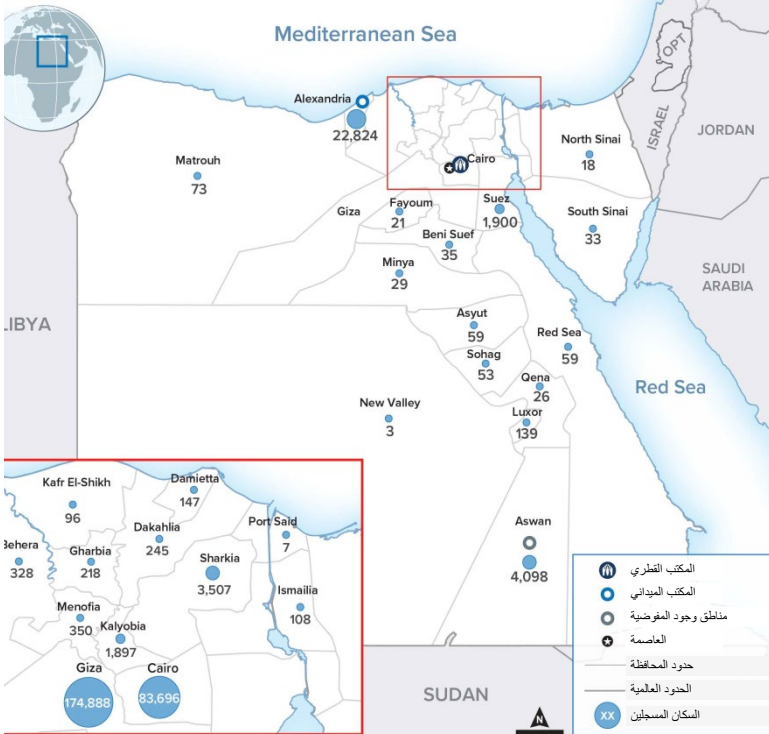 Mediterranean Sea
OPT
ISRAEL
JORDAN
Alexandria
22,824
Cairo
North Sinai
18
Matrouh
73
Giza
Fayoum
21
Suez
1,900
South Sinai
33
Beni Suef
35
Minya
29
SAUDI
ARABIA
LIBYA
Asyut
59
Red Sea
59
Sohag
53
Qena
26
Red Sea
New Valley
3
Luxor
139
Aswan
4,098
Kafr El-Shikh
96
Damietta
147
Dakahlia
245
Port Said
7
Behera
328
Gharbia
218
Sharkia
3,507
Ismailia
108
Menofia
350
Kalyobia
1,897
Giza
174,888
Cairo
83,696
SUDAN
N
المكتب القطري
المكتب الميداني
مناطق وجود المفوضية
العاصمة
حدود المحافظة
الحدود العالمية
XX السكان المسجلين